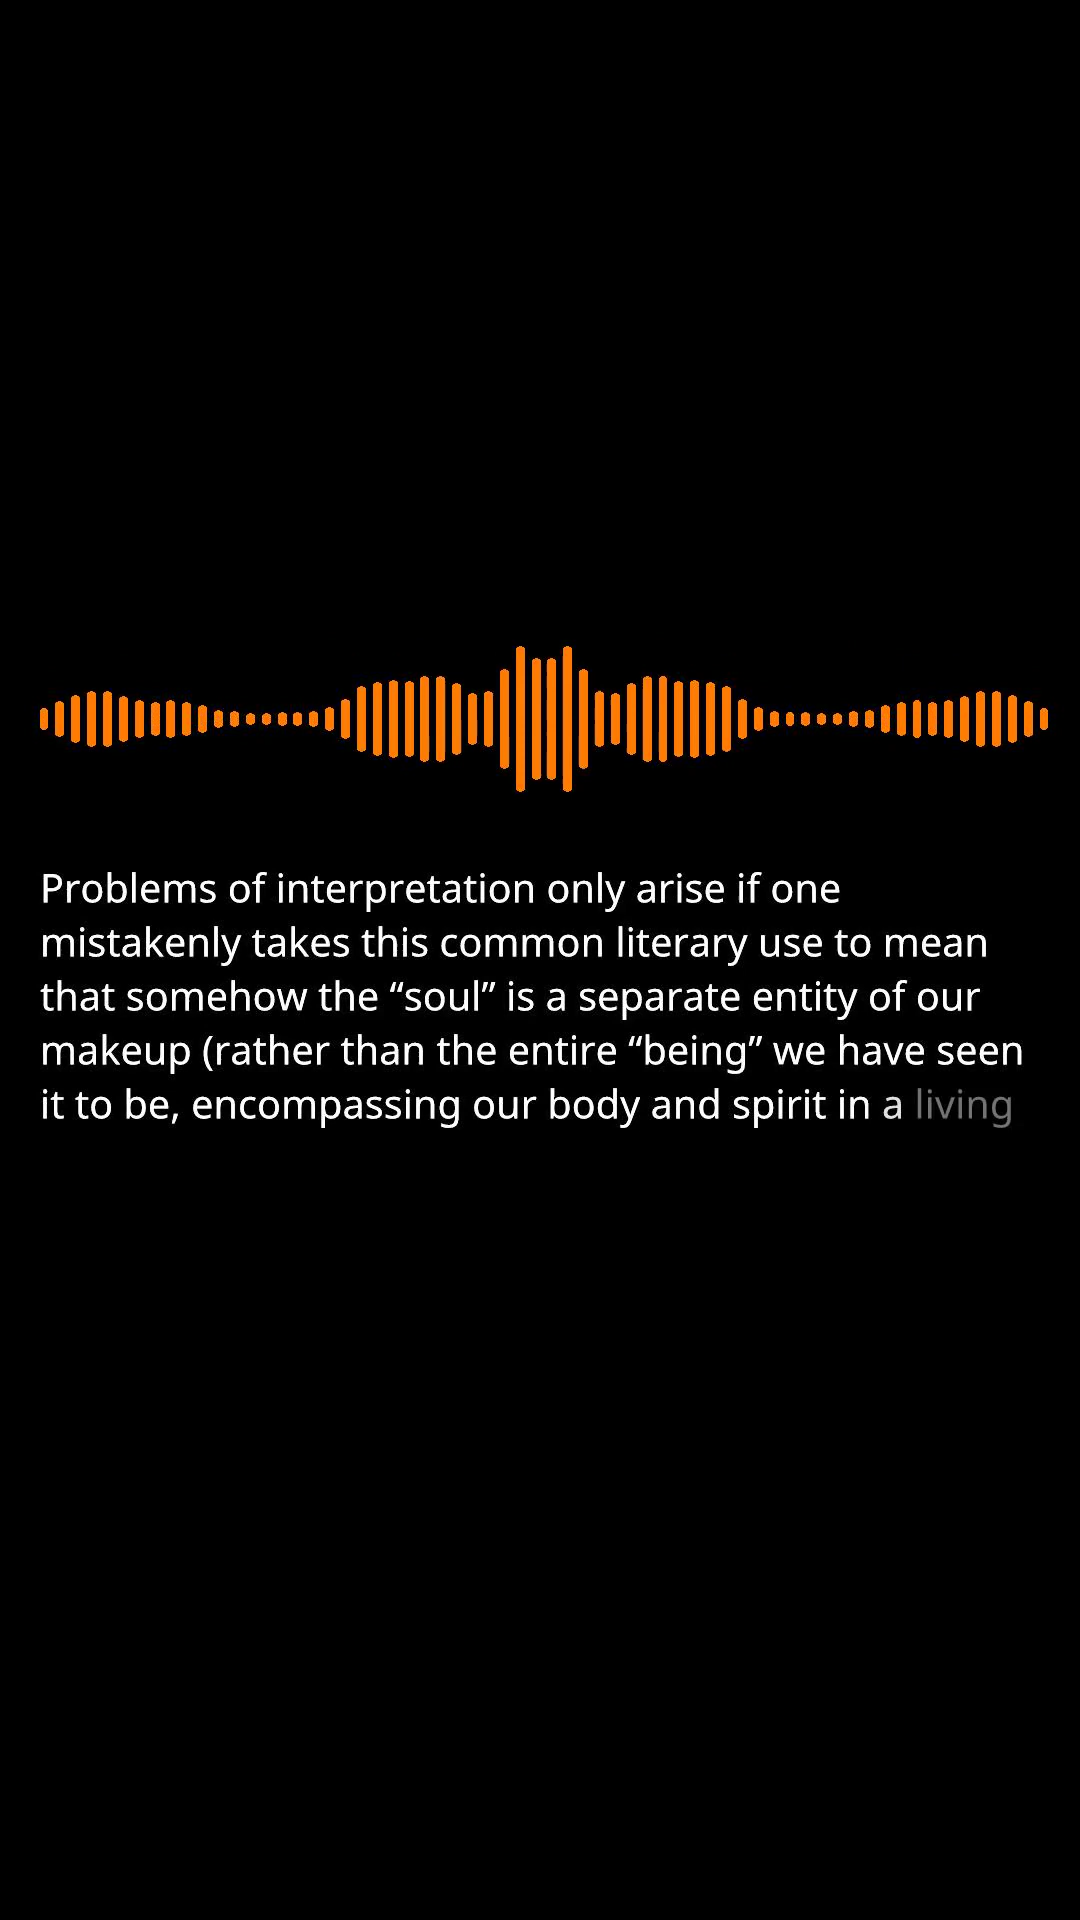 Problems of interpretation only arise if one
mistakenly takes this common literary use to mean
that somehow the “soul” is a separate entity of our
makeup (rather than the entire “being” we have seen
it to be, encompassing our body and spirit in a living